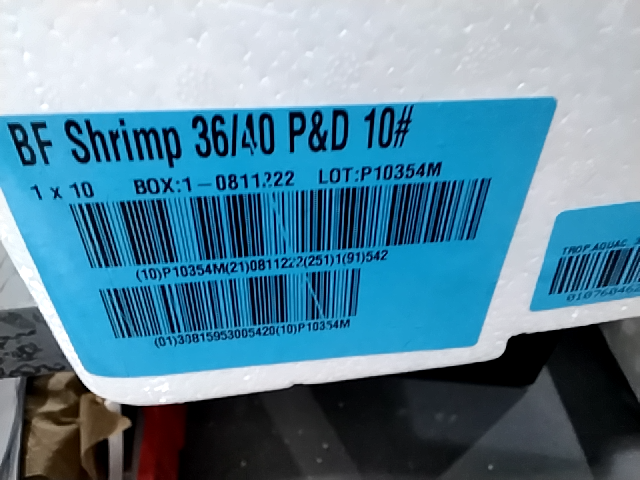 BF Shrimp 36/40 P&D 10#
1 x 10 BOX:1-0811222 LOT:P10354M
(10)P10354M(21)0811222(251)1(91)542
(01)30815953005420(10)P10354M
TROP AQUAC
01076046